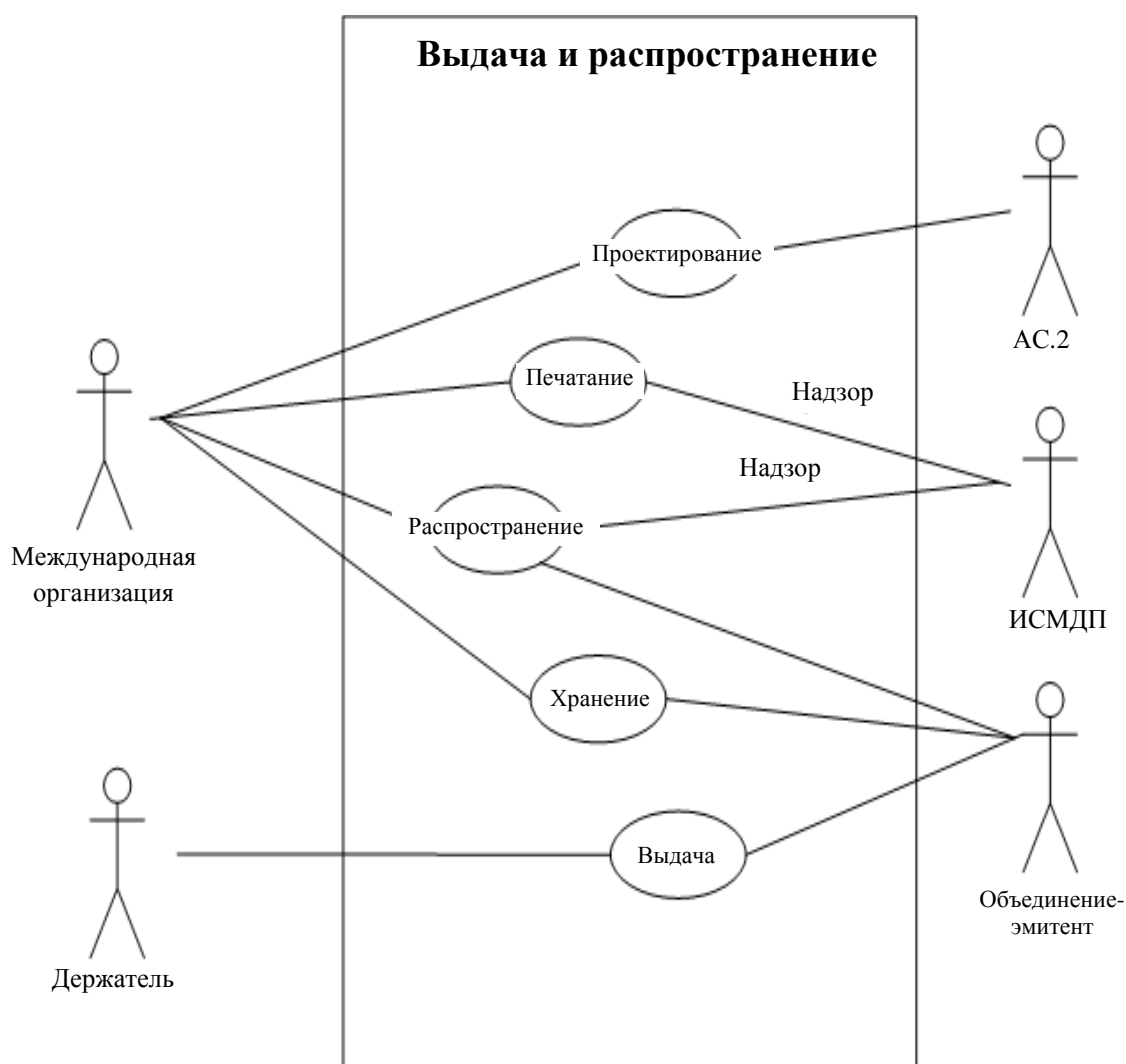 Выдача и распространение
Проектирование
АС.2
Печатание
Надзор
Надзор
Распространение
Международная
организация
ИСМДП
Хранение
Выдача
Объединение-
эмитент
Держатель